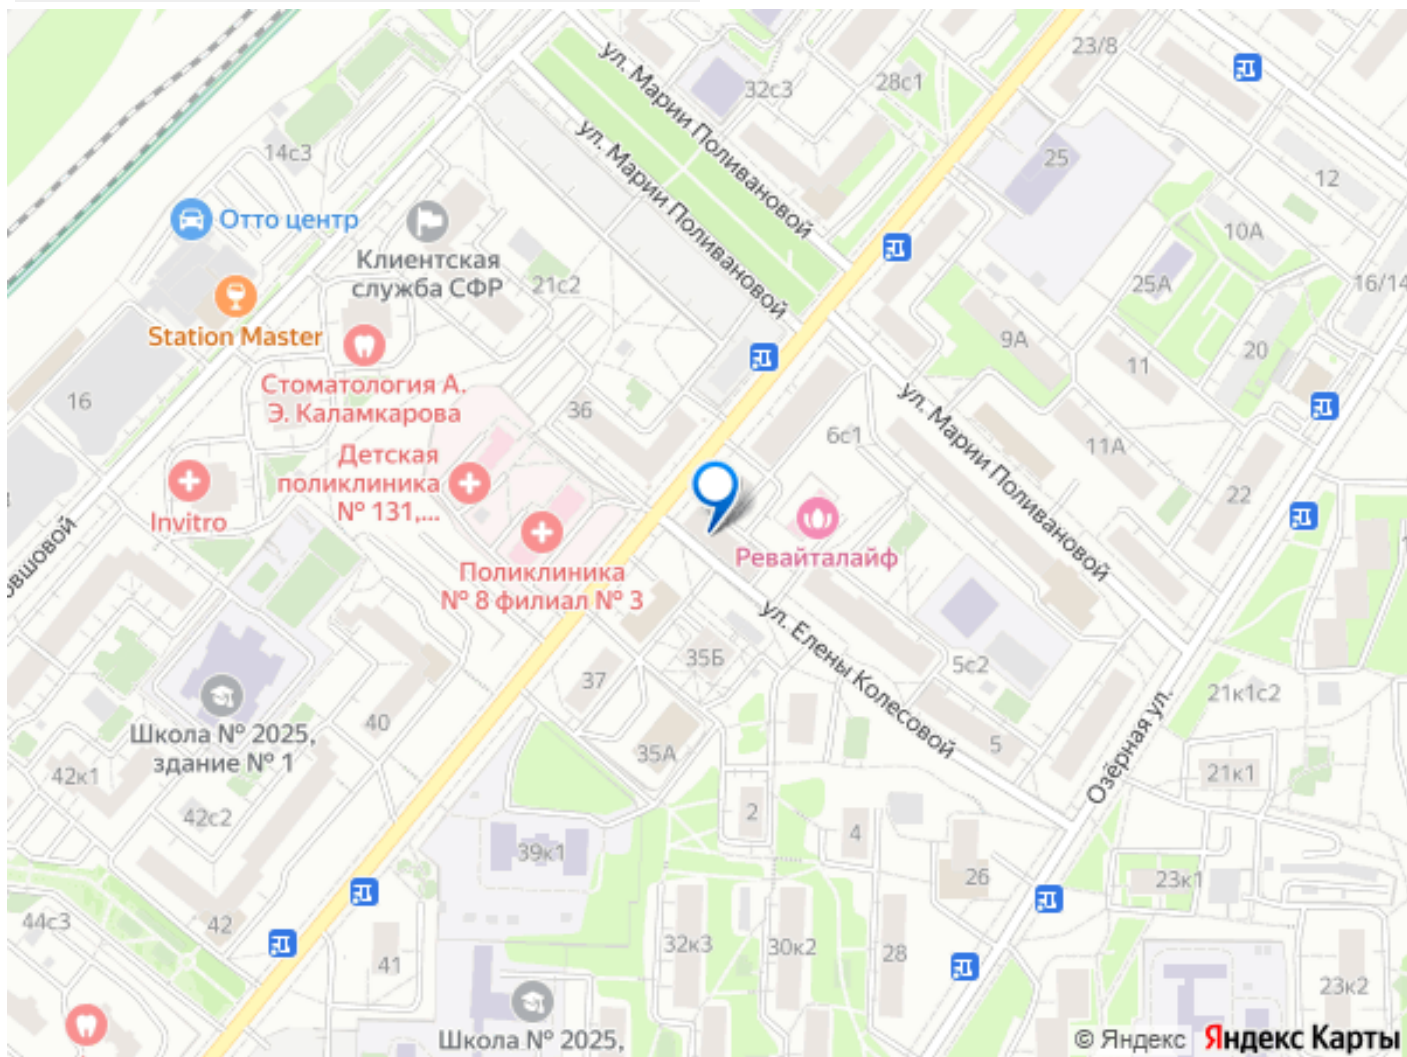 23/8
ул. Марии Поливановой
32с3
28с1
ул. Марии Поливановой
14с3
25
12
Отто центр
10А
Клиентская
служба СФР
21с2
25А
16/14
Station Master
9А
11
20
Стоматология А.
Э. Каламкарова
16
36
ул. Марии Поливановой
6с1
11А
Детская
поликлиника
№ 131,...
22
Invitro
Ревайталайф
Поликлиника
№ 8 филиал № 3
ул. Елены Колесовой
35Б
5с2
37
21к1с2
Озёрная ул.
40
Школа № 2025,
здание № 1
35А
5
42к1
21к1
42с2
2
4
39к1
26
23к1
44с3
42
41
32к3
30к2
28
23к2
Школа № 2025,
© Яндекс Яндекс Карты